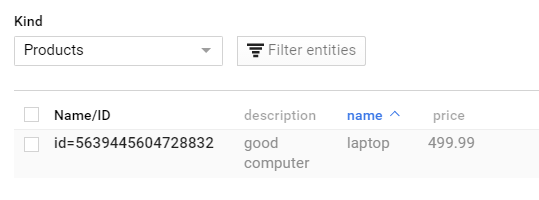 Kind
Products
Filter entities
Name/ID description name price
id=5639445604728832 good computer laptop 499.99